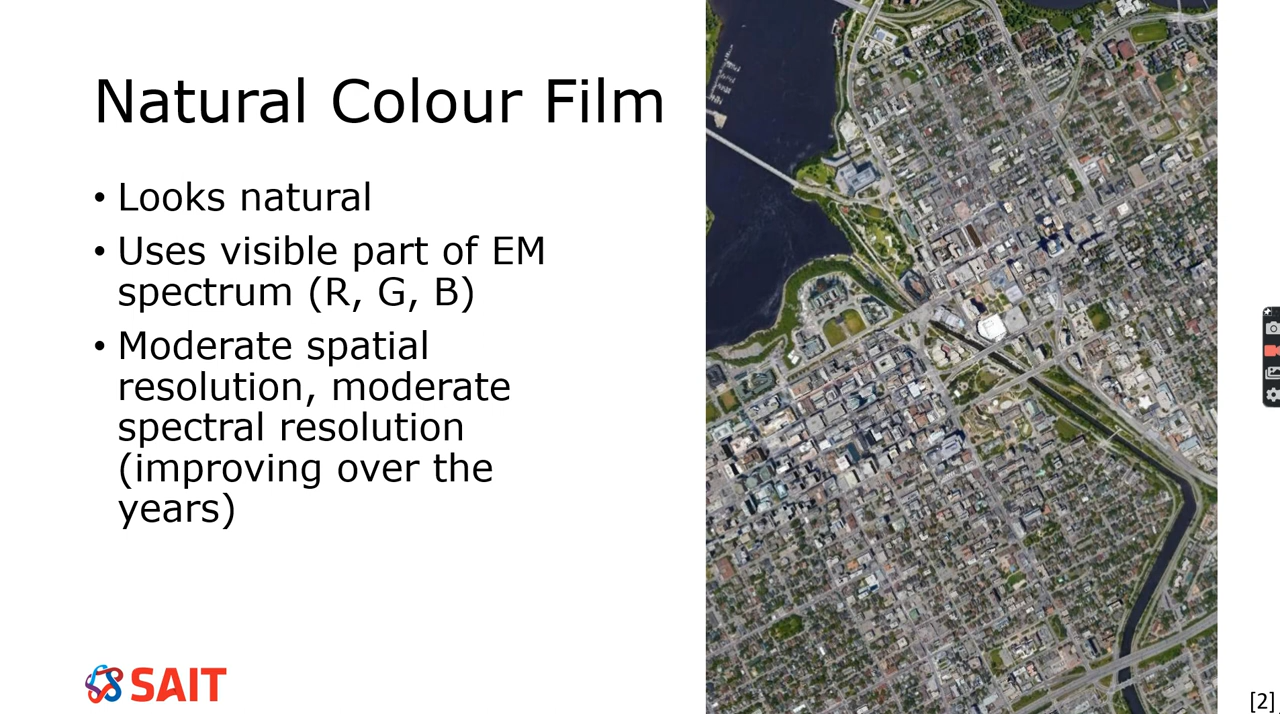 Natural Colour Film
• Looks natural
• Uses visible part of EM
spectrum (R, G, B)
• Moderate spatial
resolution, moderate
spectral resolution
(improving over the
years)
SAIT
[2]